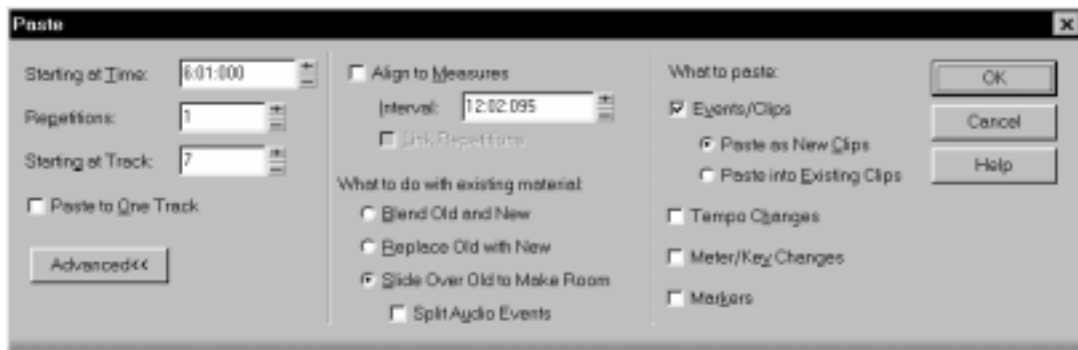 Paste
Starting at Time: 6:01:000
Repetitions: 1
Starting at Track: 7
Paste to One Track
Advanced<<
Align to Measures
Interval: 12:02:095
Link Repetitions
What to do with existing material:
Blend Old and New
Replace Old with New
Slide Over Old to Make Room
Split Audio Events
What to paste:
Events/Clips
Paste as New Clips
Paste into Existing Clips
Tempo Changes
Meter/Key Changes
Markers
OK
Cancel
Help